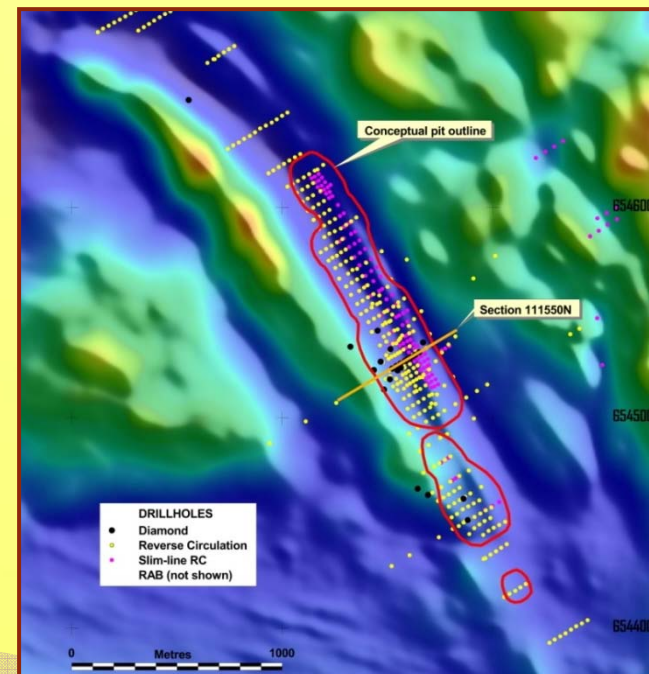 Conceptual pit outline
65460
Section 111550N
65450
DRILLHOLES
Diamond
Reverse Circulation
Slim-line RC
RAB (not shown)
65440
0 Metres 1000